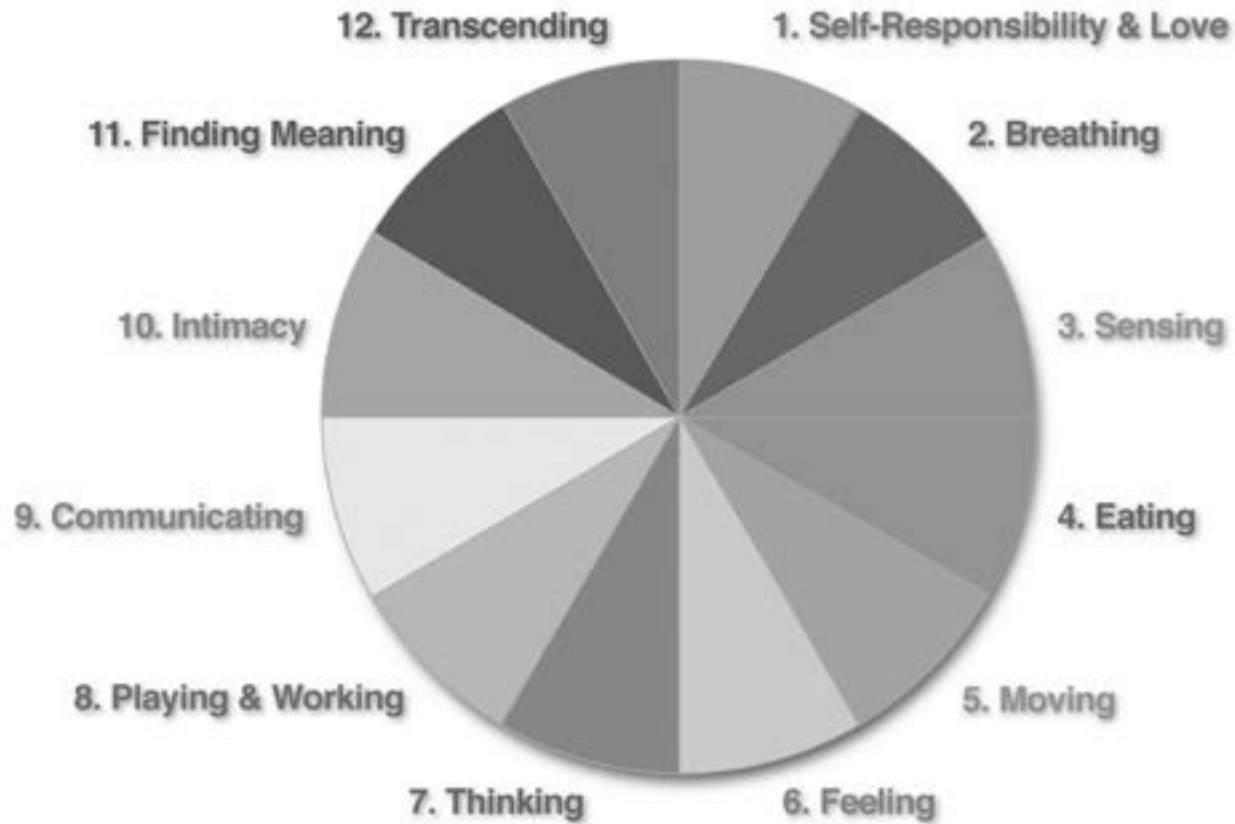 12. Transcending
1. Self-Responsibility & Love
11. Finding Meaning
2. Breathing
10. Intimacy
3. Sensing
9. Communicating
4. Eating
8. Playing & Working
5. Moving
7. Thinking
6. Feeling